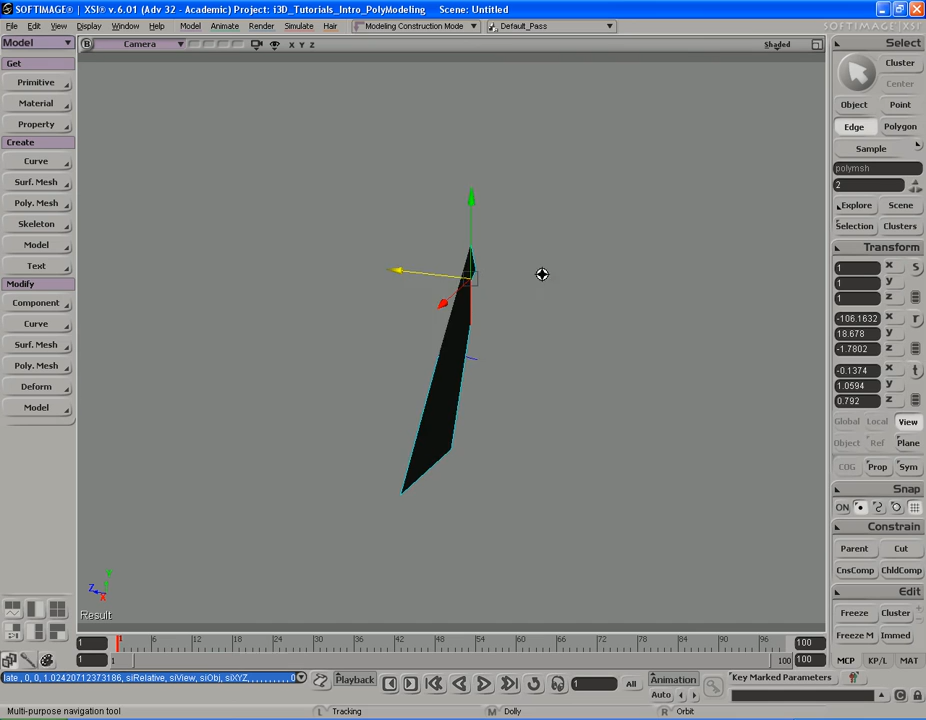 SOFTIMAGE® | XSI® v.6.01 (Adv 32 - Academic) Project: i3D_Tutorials_Intro_PolyModeling    Scene: Untitled
File Edit View Display Window Help Model Animate Render Simulate Hair Modeling Construction Mode Default_Pass SOFTIMAGE|XSI
Model
B Camera X Y Z Shaded
Select
Get
Primitive
Material
Property
Create
Curve
Surf. Mesh
Poly. Mesh
Skeleton
Model
Text
Modify
Component
Curve
Surf. Mesh
Poly. Mesh
Deform
Model
Cluster
Center
Object Point
Edge Polygon
Sample
polymsh
2
Explore Scene
Selection Clusters
Transform
1 x s
1 y
1 z
-106.1632 x r
18.678 y
-1.7802 z
-0.1374 x t
1.0594 y
0.792 z
Global Local View
Object Ref Plane
COG Prop Sym
Snap
ON
Constrain
Parent Cut
CnsComp ChldComp
Edit
Freeze Cluster
Freeze M Immed
MCP KP/L MAT
Z Y X
Result
1 1 6 12 18 24 30 36 42 48 54 60 66 72 78 84 90 96 100
1 1 100 100
late , 0, 0, 1.02420712373186, siRelative, siView, siObj, siXYZ, , , , , , , , , , 0
Playback 1 All Animation Key Marked Parameters
Auto
Multi-purpose navigation tool L Tracking M Dolly R Orbit